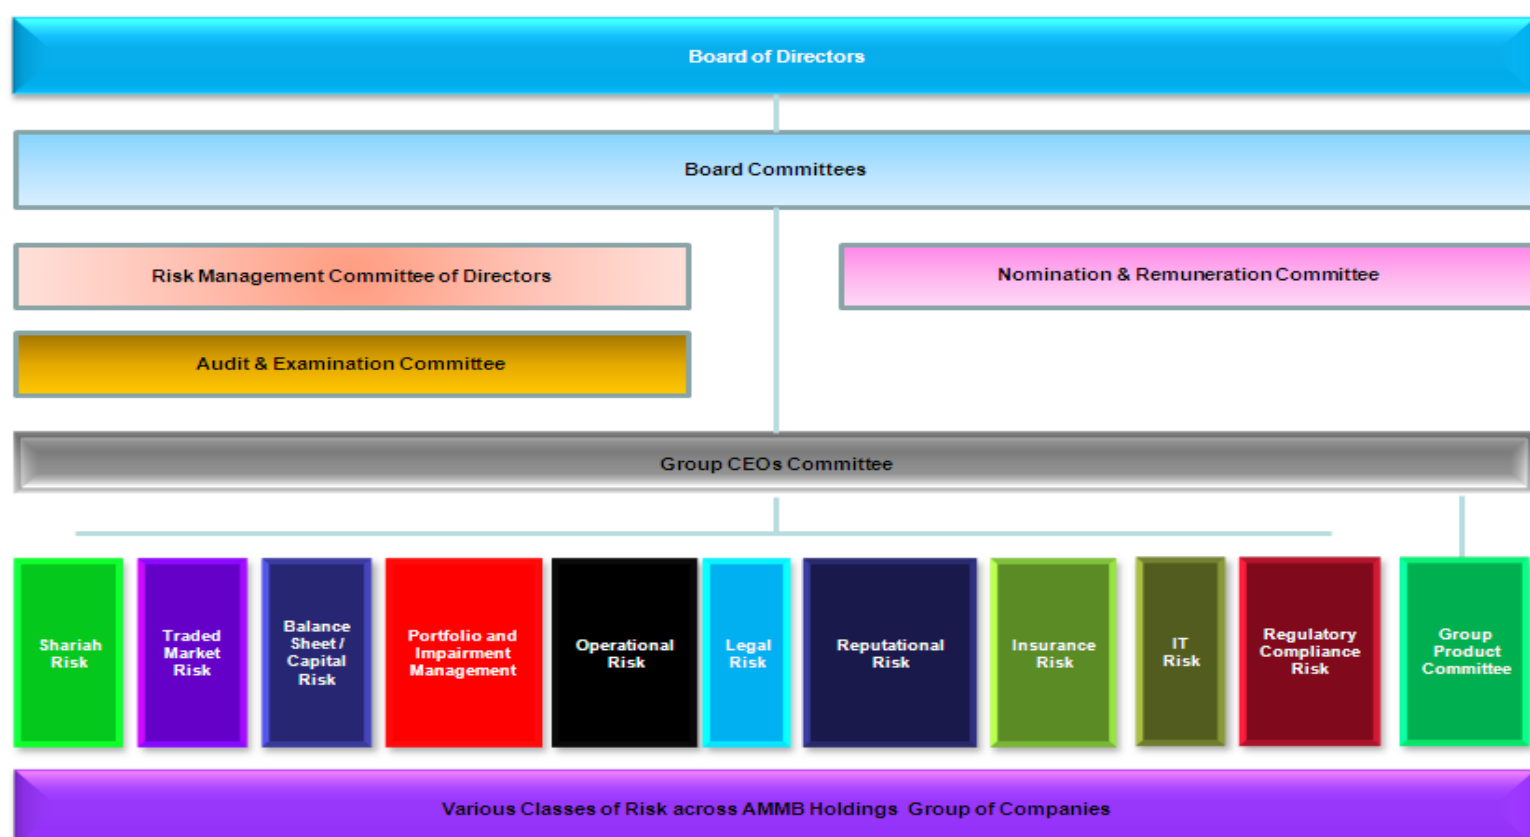 Board of Directors
Board Committees
Risk Management Committee of Directors
Nomination & Remuneration Committee
Audit & Examination Committee
Group CEOs Committee
Shariah
Risk
Traded
Market
Risk
Balance
Sheet /
Capital
Risk
Portfolio and
Impairment
Management
Operational
Risk
Legal
Risk
Reputational
Risk
Insurance
Risk
IT
Risk
Regulatory
Compliance
Risk
Group
Product
Committee
Various Classes of Risk across AMMB Holdings Group of Companies